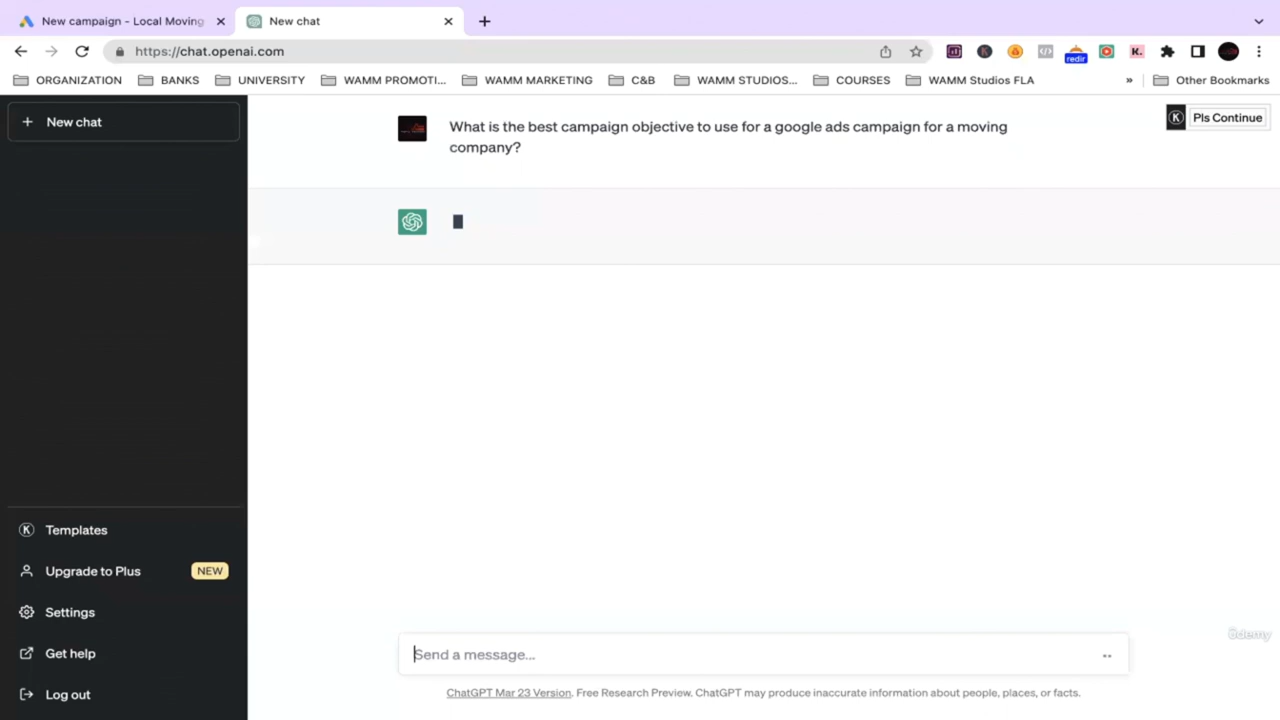 New campaign - Local Moving
New chat
https://chat.openai.com
redir
K.
ORGANIZATION
BANKS
UNIVERSITY
WAMM PROMOTI...
WAMM MARKETING
C&B
WAMM STUDIOS...
COURSES
WAMM Studios FLA
»
Other Bookmarks
+ New chat
What is the best campaign objective to use for a google ads campaign for a moving
company?
K Pls Continue
K Templates
Upgrade to Plus NEW
Settings
Get help
Log out
Send a message...
ChatGPT Mar 23 Version. Free Research Preview. ChatGPT may produce inaccurate information about people, places, or facts.
ûdemy